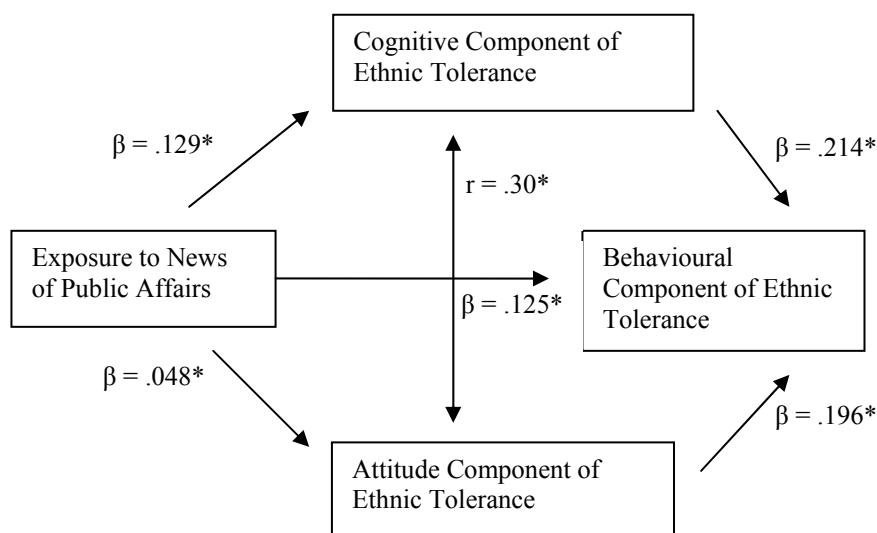 Cognitive Component of
Ethnic Tolerance
β = .129*
β = .214*
r = .30*
Exposure to News
of Public Affairs
β = .125*
Behavioural
Component of Ethnic
Tolerance
β = .048*
β = .196*
Attitude Component of
Ethnic Tolerance